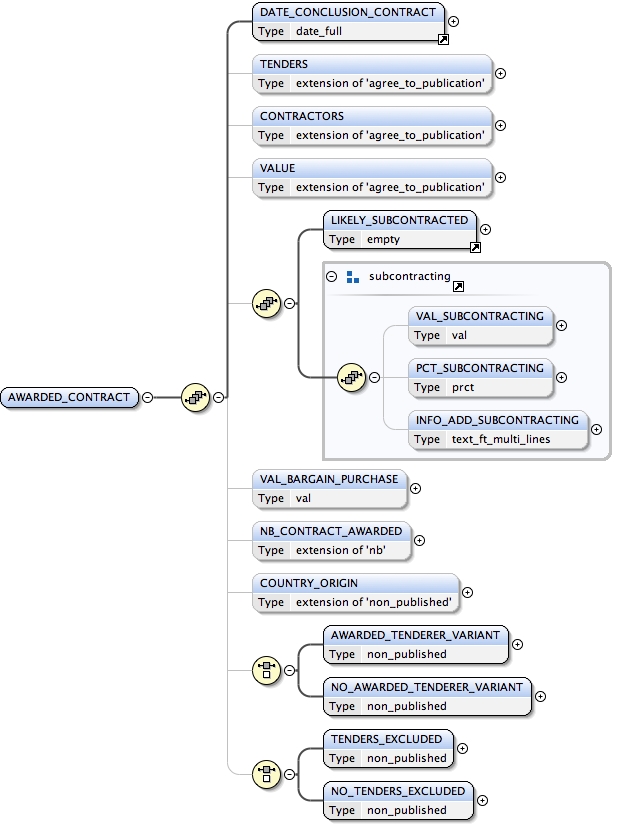 DATE_CONCLUSION_CONTRACT
Type date_full
TENDERS
Type extension of 'agree_to_publication'
CONTRACTORS
Type extension of 'agree_to_publication'
VALUE
Type extension of 'agree_to_publication'
LIKELY_SUBCONTRACTED
Type empty
subcontracting
VAL_SUBCONTRACTING
Type val
PCT_SUBCONTRACTING
Type prct
AWARDED_CONTRACT
INFO_ADD_SUBCONTRACTING
Type text_ft_multi_lines
VAL_BARGAIN_PURCHASE
Type val
NB_CONTRACT_AWARDED
Type extension of 'nb'
COUNTRY_ORIGIN
Type extension of 'non_published'
AWARDED_TENDERER_VARIANT
Type non_published
NO_AWARDED_TENDERER_VARIANT
Type non_published
TENDERS_EXCLUDED
Type non_published
NO_TENDERS_EXCLUDED
Type non_published